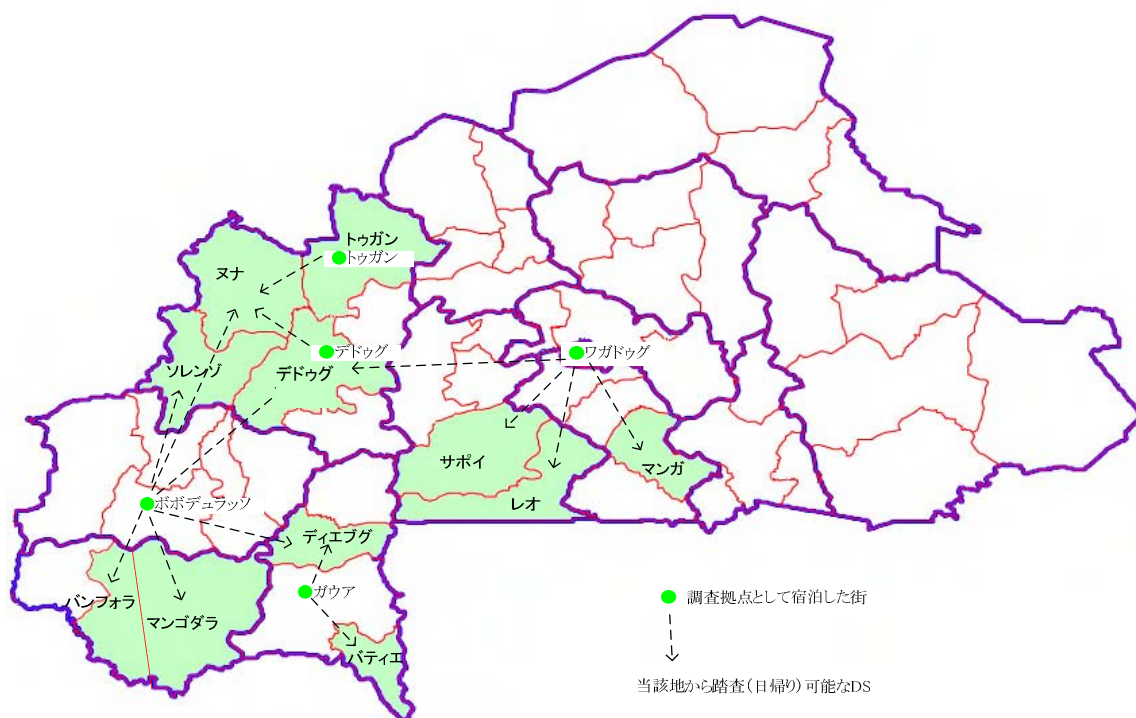 トゥガン
トゥガン
ヌナ
デドゥグ
ワガドゥグ
ソレンゾ
デドゥグ
サポイ
マンガ
レオ
ボボデュラッソ
ディエブグ
ガウア
バンフォラ
マンゴダラ
バティエ
調査拠点として宿泊した街
当該地から踏査(日帰り)可能なDS